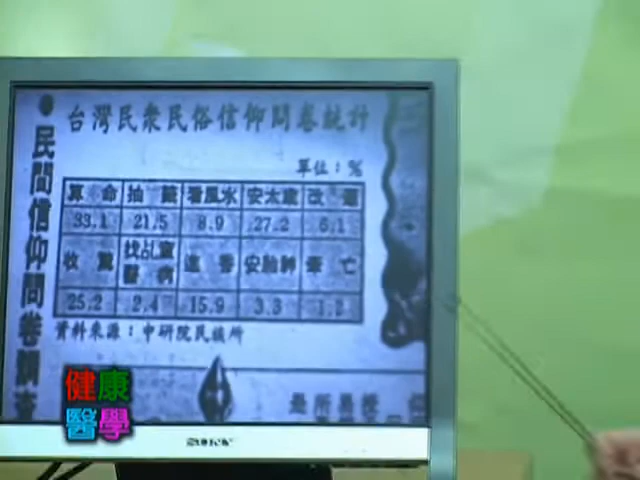 民間信仰問卷調查
台灣民眾民俗信仰問卷統計
單位：％
算命 抽籤 看風水 安太歲 改運
33.1 21.5 8.9 27.2 6.1
收驚 找乩童醫病 進香 安胎神 牽亡
25.2 2.4 15.9 3.3 1.2
資料來源：中研院民族所
健康
醫學